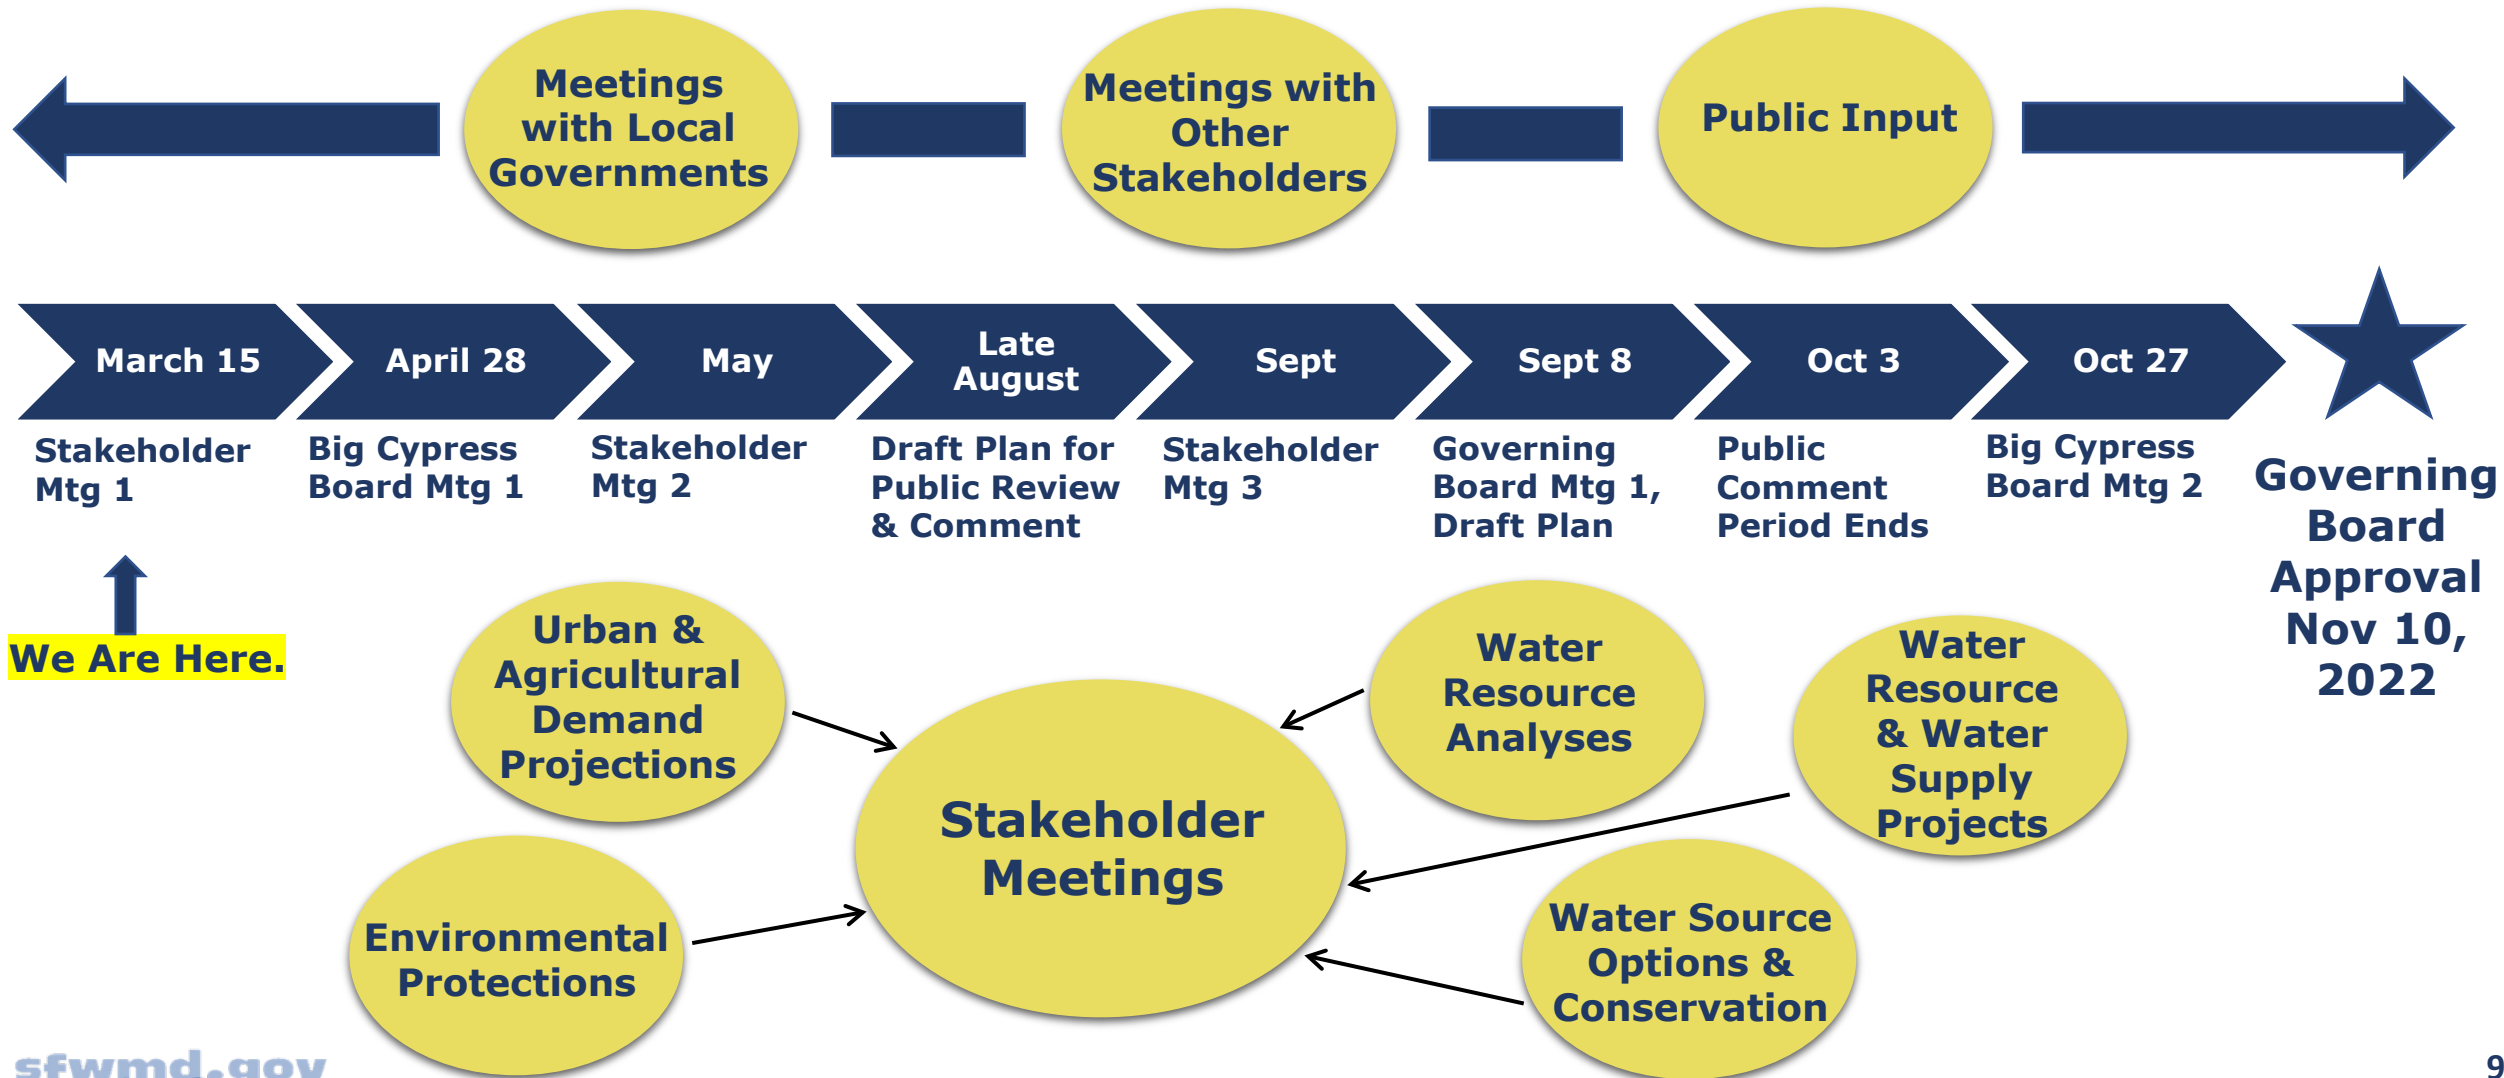 Meetings
with Local
Governments
Meetings with
Other
Stakeholders
Public Input
March 15
April 28
May
Late
August
Sept
Sept 8
Oct 3
Oct 27
Stakeholder
Mtg 1
Big Cypress
Board Mtg 1
Stakeholder
Mtg 2
Draft Plan for
Public Review
& Comment
Stakeholder
Mtg 3
Governing
Board Mtg 1,
Draft Plan
Public
Comment
Period Ends
Big Cypress
Board Mtg 2
Governing
Board
Approval
Nov 10,
2022
We Are Here.
Urban &
Agricultural
Demand
Projections
Water
Resource
Analyses
Water
Resource
& Water
Supply
Projects
Stakeholder
Meetings
Environmental
Protections
Water Source
Options &
Conservation
sfwmd.gov
9